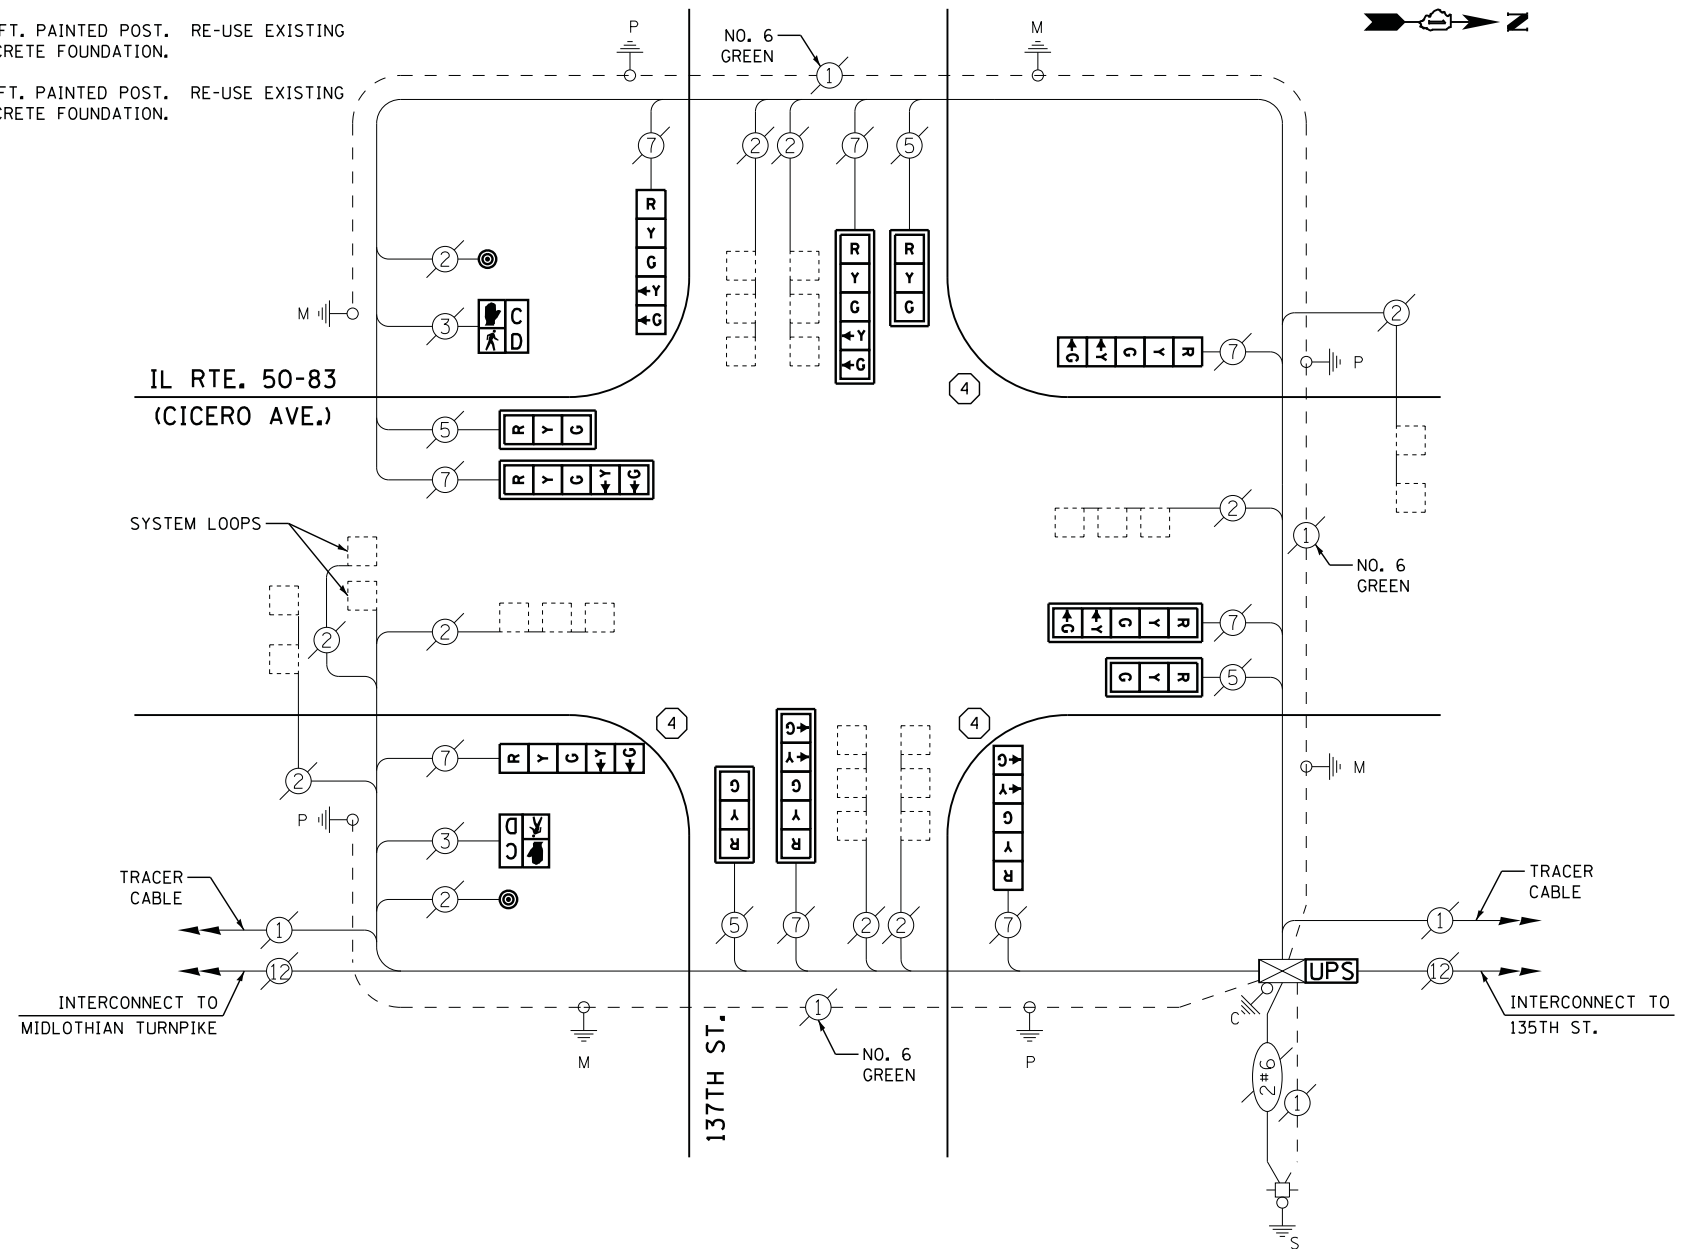 FT. PAINTED POST. RE-USE EXISTING
CRETE FOUNDATION.
FT. PAINTED POST. RE-USE EXISTING
CRETE FOUNDATION.
P
NO. 6
GREEN
1
M
N
7
2
2
7
5
R
Y
G
Y
G
R
Y
G
Y
G
R
Y
G
2
M
3
C
D
G Y G Y R
7
2
P
IL RTE. 50-83
(CICERO AVE.)
4
5
R Y G
7
R Y G Y G
SYSTEM LOOPS
2
1
NO. 6
GREEN
2
2
G Y G Y R
7
G Y R
5
4
4
7
R Y G Y G
2
G
Y
R
G
Y
G
Y
R
G
Y
G
Y
R
M
P
3
D
C
2
TRACER
CABLE
1
5
7
2
2
7
TRACER
CABLE
1
12
UPS
12
INTERCONNECT TO
MIDLOTHIAN TURNPIKE
INTERCONNECT TO
135TH ST.
M
137TH ST.
1
NO. 6
GREEN
P
C
2#6
1
S